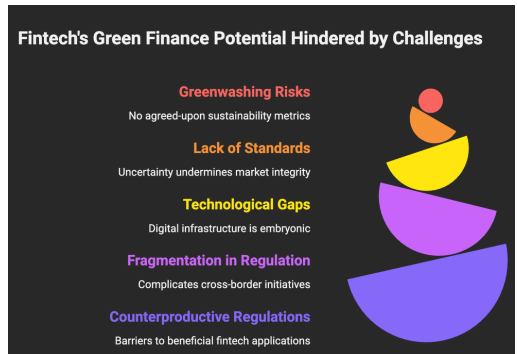 Fintech's Green Finance Potential Hindered by Challenges
Greenwashing Risks
No agreed-upon sustainability metrics
Lack of Standards
Uncertainty undermines market integrity
Technological Gaps
Digital infrastructure is embryonic
Fragmentation in Regulation
Complicates cross-border initiatives
Counterproductive Regulations
Barriers to beneficial fintech applications